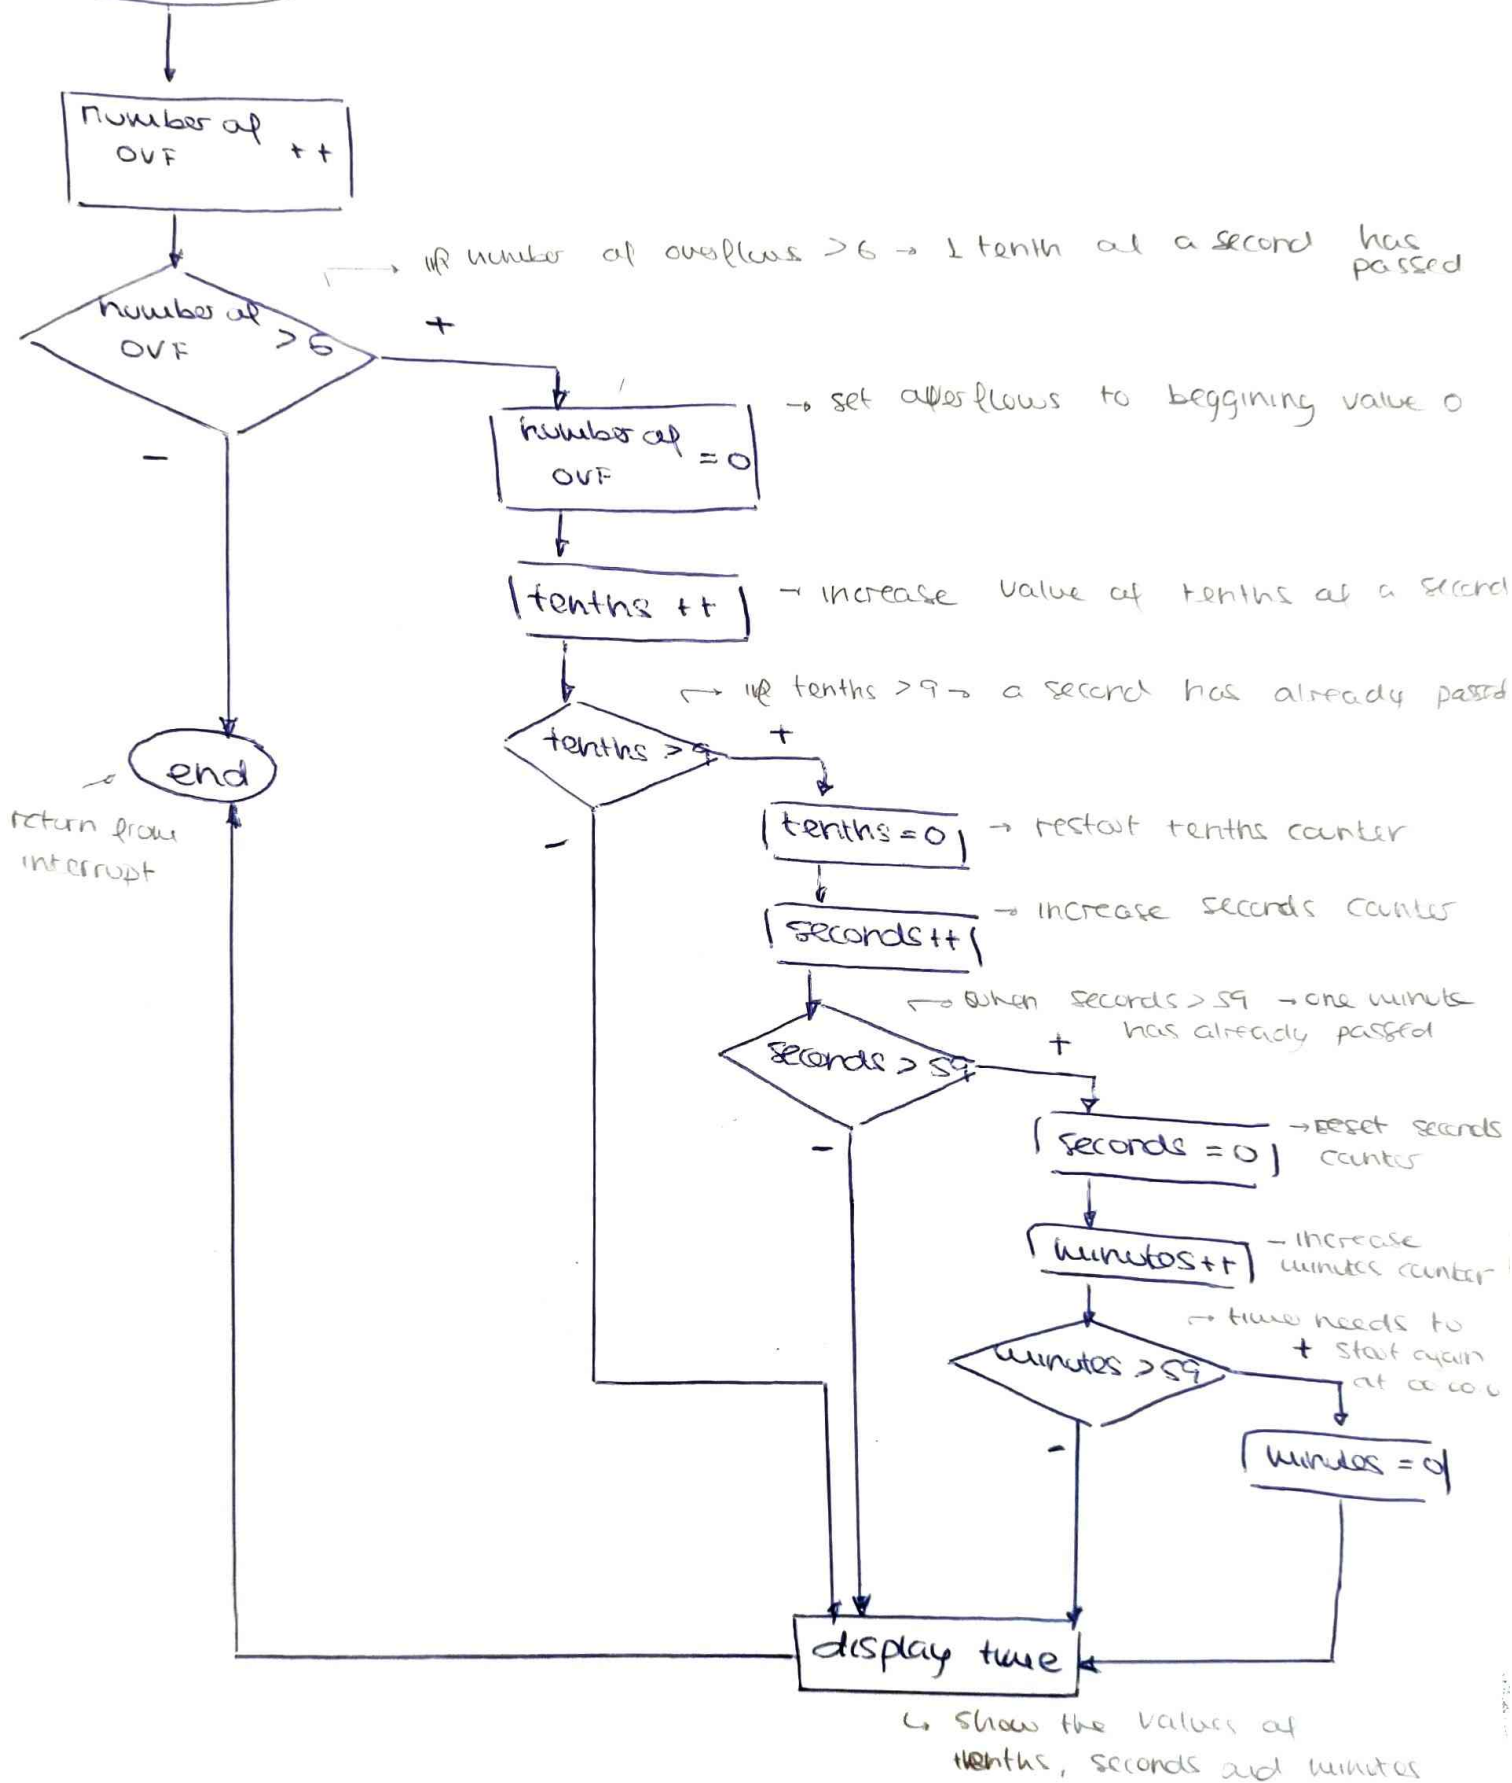 number of
OVF ++
if number of overflows > 6 → 1 tenth of a second has
passed
number of
OVF > 6
+
-
→ set overflows to beggining value 0
number of
OVF = 0
tenths ++
→ increase value of tenths of a second
→ if tenths > 9 → a second has already passed
tenths > 9
+
-
end
return from
interrupt
tenths = 0
→ restart tenths counter
seconds ++
→ increase seconds counter
→ when seconds > 59 → one minute
has already passed
seconds > 59
+
-
seconds = 0
→ reset seconds
counter
minutes ++
- increase
minutes counter
→ time needs to
start again
at
minutes > 59
+
-
minutes = 0
display time
↳ show the values of
tenths, seconds and minutes